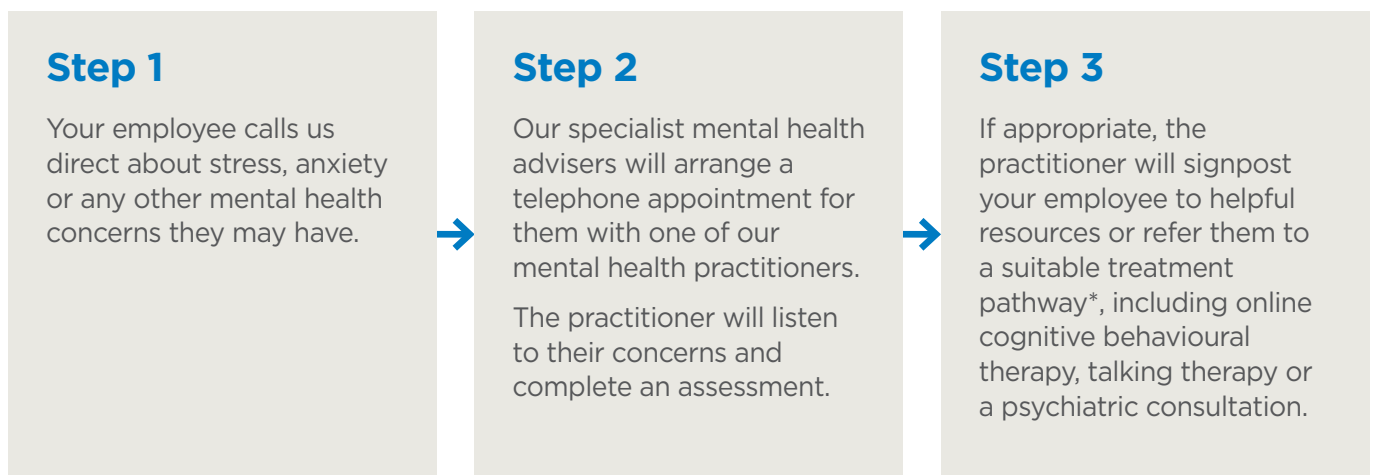 Step 1
Your employee calls us
direct about stress, anxiety
or any other mental health
concerns they may have.
Step 2
Our specialist mental health
advisers will arrange a
telephone appointment for
them with one of our
mental health practitioners.
The practitioner will listen
to their concerns and
complete an assessment.
Step 3
If appropriate, the
practitioner will signpost
your employee to helpful
resources or refer them to
a suitable treatment
pathway*, including online
cognitive behavioural
therapy, talking therapy or
a psychiatric consultation.